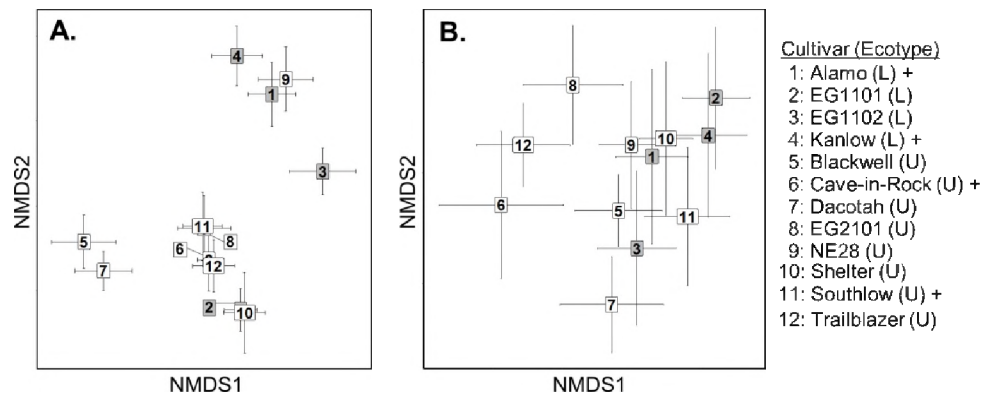 A.
4
9
1
3
11
5
6
8
12
7
2
10
NMDS1
NMDS2
B.
8
2
12
10
4
9
1
6
5
11
3
7
NMDS1
NMDS2
Cultivar (Ecotype)
1: Alamo (L) +
2: EG1101 (L)
3: EG1102 (L)
4: Kanlow (L) +
5: Blackwell (U)
6: Cave-in-Rock (U) +
7: Dacotah (U)
8: EG2101 (U)
9: NE28 (U)
10: Shelter (U)
11: Southlow (U) +
12: Trailblazer (U)